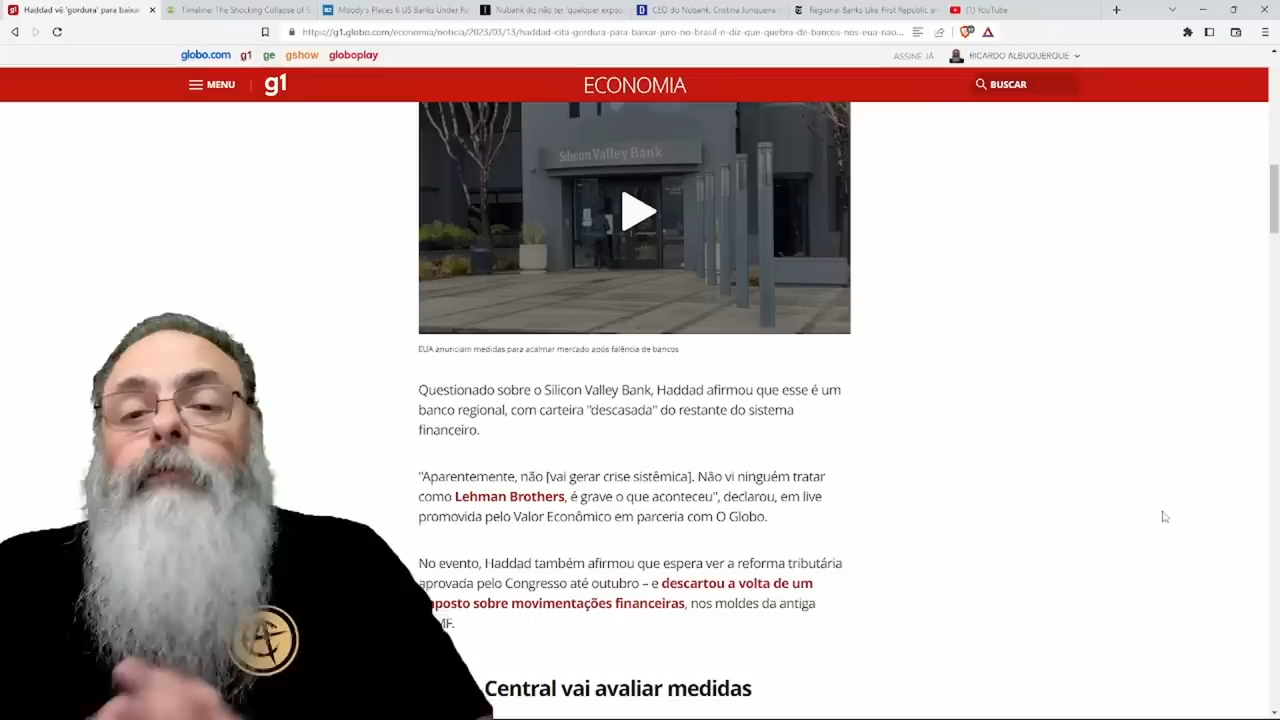 Haddad vê 'gordura' para baixar
Timeline: The Shocking Collapse of S
Moody's Places 6 US Banks Under Re
Nubank diz não ser 'qualquer expos
CEO do Nubank, Cristina Junqueira
Regional Banks Like First Republic an
(1) YouTube
https://g1.globo.com/economia/noticia/2023/03/13/haddad-cita-gordura-para-baixar-juro-no-brasil-e-diz-que-quebra-de-bancos-nos-eua-nao...
globo.com g1 ge gshow globoplay
ASSINE JÁ
RICARDO ALBUQUERQUE
MENU
g1
ECONOMIA
BUSCAR
Silicon Valley Bank
EUA anunciam medidas para acalmar mercado após falência de bancos
Questionado sobre o Silicon Valley Bank, Haddad afirmou que esse é um
banco regional, com carteira "descasada" do restante do sistema
financeiro.
"Aparentemente, não [vai gerar crise sistêmica]. Não vi ninguém tratar
como Lehman Brothers, é grave o que aconteceu", declarou, em live
promovida pelo Valor Econômico em parceria com O Globo.
No evento, Haddad também afirmou que espera ver a reforma tributária
aprovada pelo Congresso até outubro – e descartou a volta de um
posto sobre movimentações financeiras, nos moldes da antiga
MF.
Central vai avaliar medidas